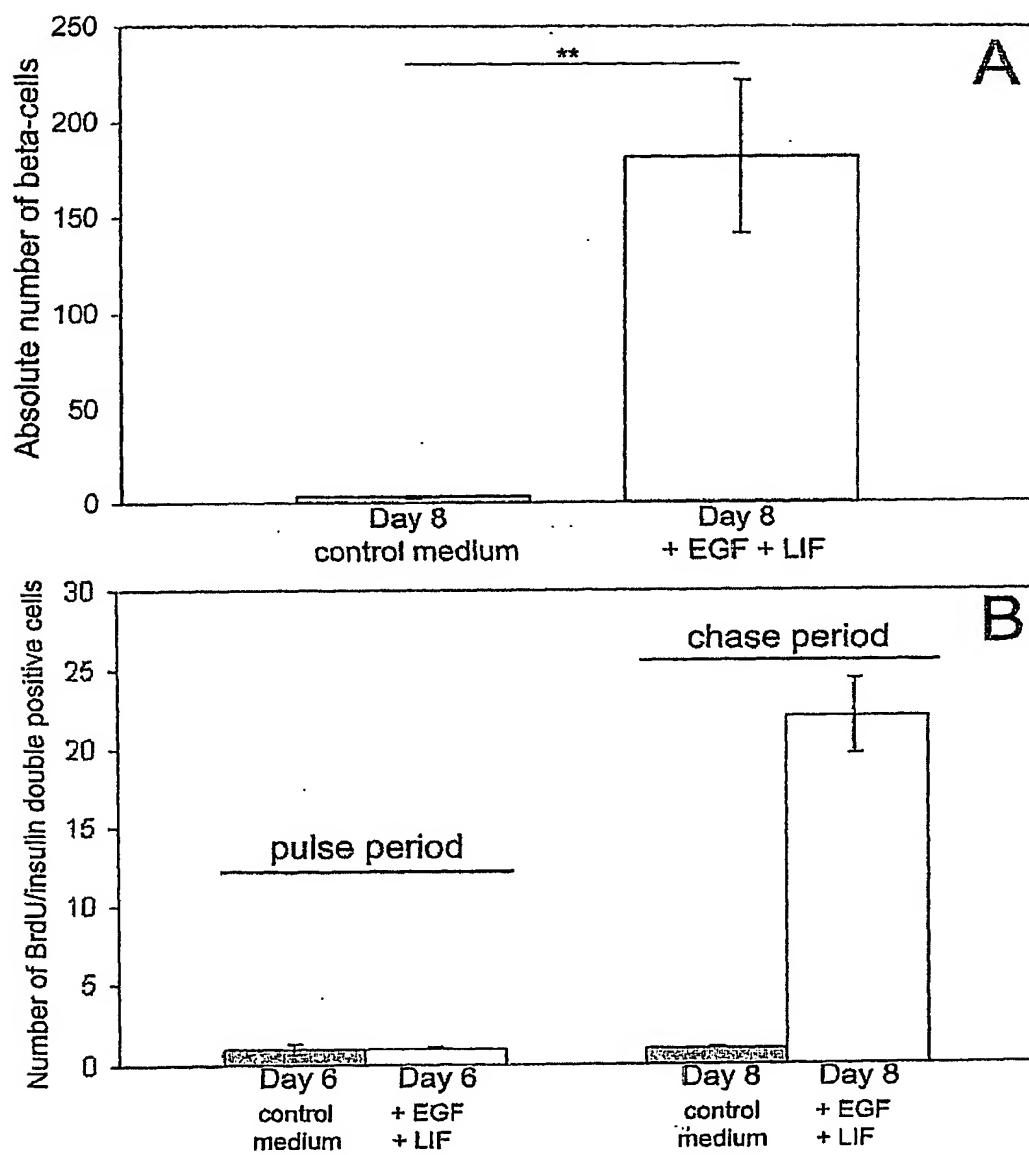 A
**
Absolute number of beta-cells
250
200
150
100
50
0
Day 8
control medium
Day 8
+ EGF + LIF
B
Number of BrdU/insulin double positive cells
30
25
20
15
10
5
0
pulse period
chase period
Day 6
control
medium
Day 6
+ EGF
+ LIF
Day 8
control
medium
Day 8
+ EGF
+ LIF